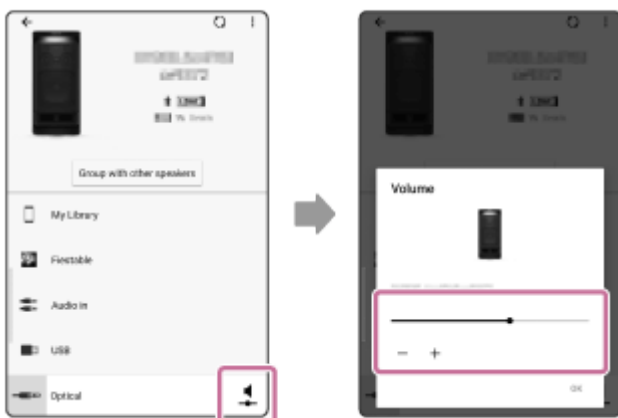 Group with other speakers
My Library
Fiestable
Audio in
USB
Optical
Volume
OK